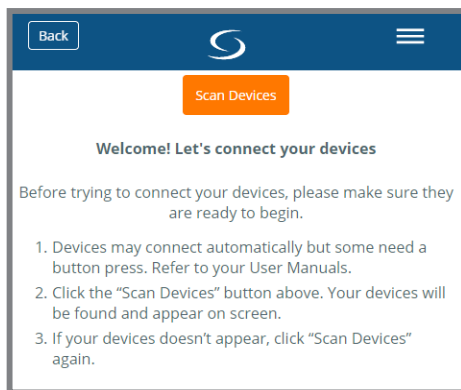 Back
Scan Devices
Welcome! Let's connect your devices
Before trying to connect your devices, please make sure they
are ready to begin.
1. Devices may connect automatically but some need a
button press. Refer to your User Manuals.
2. Click the “Scan Devices” button above. Your devices will
be found and appear on screen.
3. If your devices doesn’t appear, click “Scan Devices”
again.